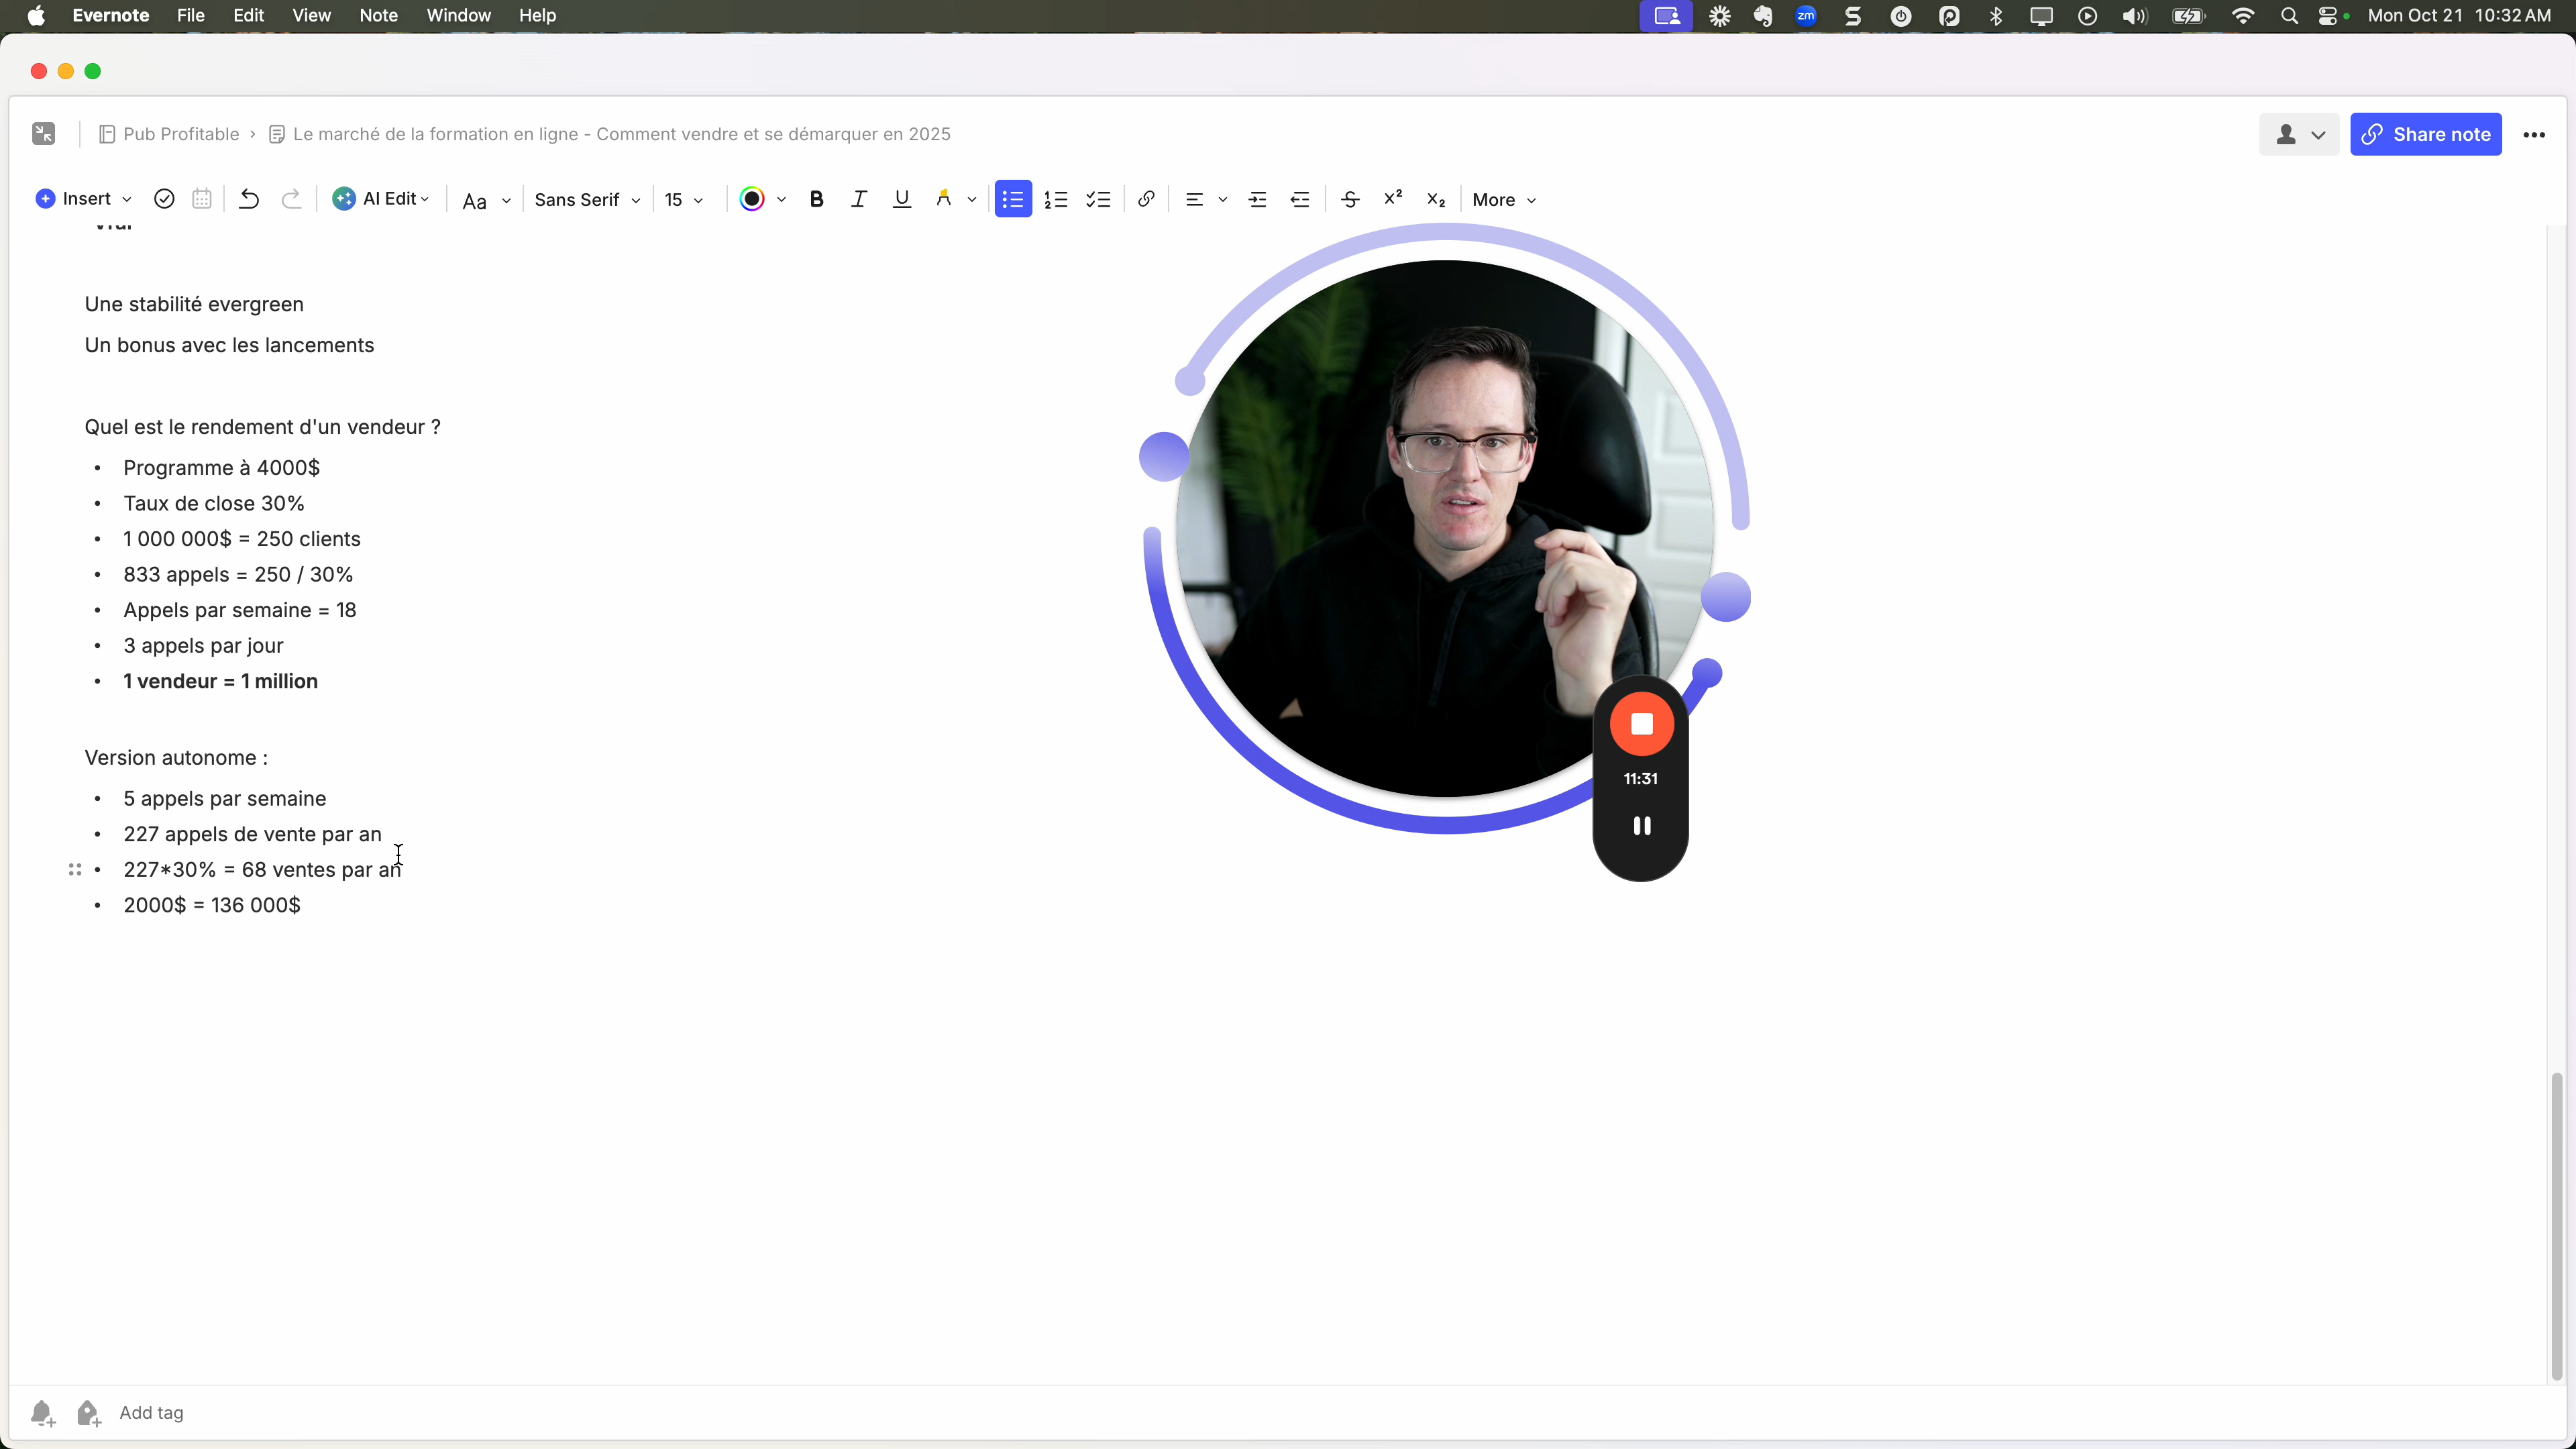 Evernote File Edit View Note Window Help zm Mon Oct 21 10:32 AM
Pub Profitable › Le marché de la formation en ligne - Comment vendre et se démarquer en 2025
Share note
Insert AI Edit Aa Sans Serif 15 B I U More
Une stabilité evergreen
Un bonus avec les lancements
Quel est le rendement d'un vendeur ?
• Programme à 4000$
• Taux de close 30%
• 1 000 000$ = 250 clients
• 833 appels = 250 / 30%
• Appels par semaine = 18
• 3 appels par jour
• 1 vendeur = 1 million
Version autonome :
• 5 appels par semaine
• 227 appels de vente par an
• 227*30% = 68 ventes par an
• 2000$ = 136 000$
11:31
Add tag